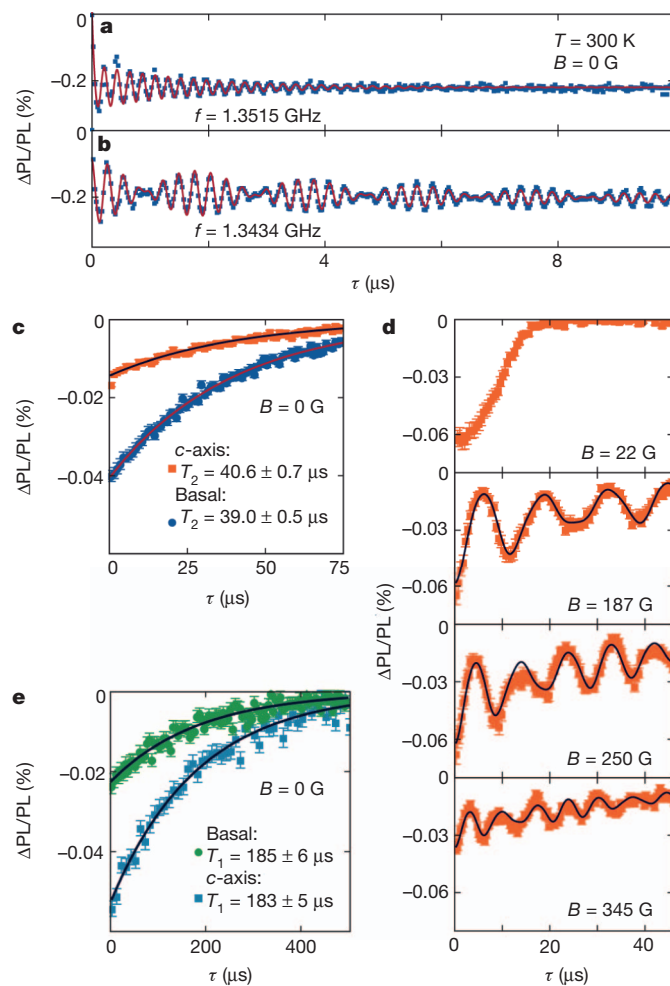 a
T = 300 K
B = 0 G
f = 1.3515 GHz
0
−0.2
ΔPL/PL (%)
b
f = 1.3434 GHz
0
−0.2
0 2 4 6 8
τ (μs)
c
B = 0 G
c-axis:
T₂ = 40.6 ± 0.7 μs
Basal:
T₂ = 39.0 ± 0.5 μs
0
−0.02
−0.04
ΔPL/PL (%)
0 25 50 75
τ (μs)
d
0
−0.03
−0.06
B = 22 G
0
−0.03
−0.06
B = 187 G
ΔPL/PL (%)
0
−0.03
−0.06
B = 250 G
0
−0.03
−0.06
B = 345 G
0 20 40
τ (μs)
e
B = 0 G
Basal:
T₁ = 185 ± 6 μs
c-axis:
T₁ = 183 ± 5 μs
0
−0.02
−0.04
ΔPL/PL (%)
0 200 400
τ (μs)